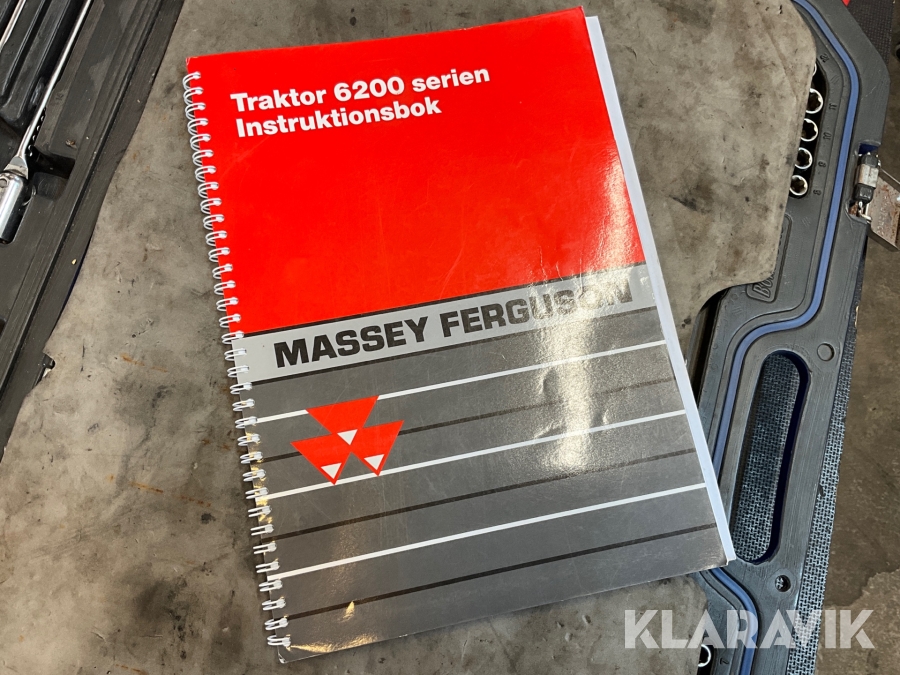 Traktor 6200 serien
Instruktionsbok
MASSEY FERGUSON
KLARAVIK